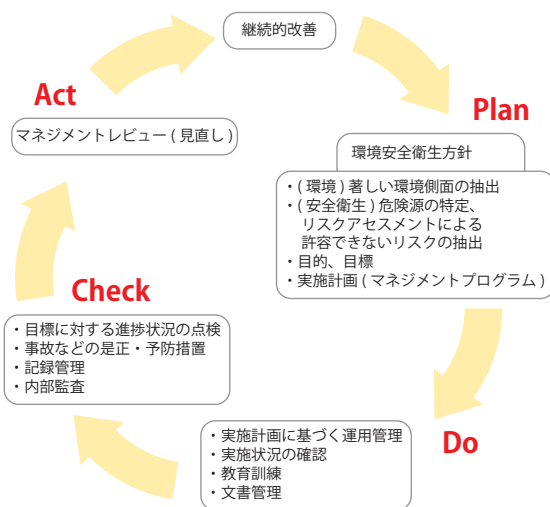 継続的改善
Plan
環境安全衛生方針
・( 環境 ) 著しい環境側面の抽出
・( 安全衛生 ) 危険源の特定、
リスクアセスメントによる
許容できないリスクの抽出
・目的、目標
・実施計画 ( マネジメントプログラム )
Do
・実施計画に基づく運用管理
・実施状況の確認
・教育訓練
・文書管理
Check
・目標に対する進捗状況の点検
・事故などの是正・予防措置
・記録管理
・内部監査
Act
マネジメントレビュー ( 見直し )